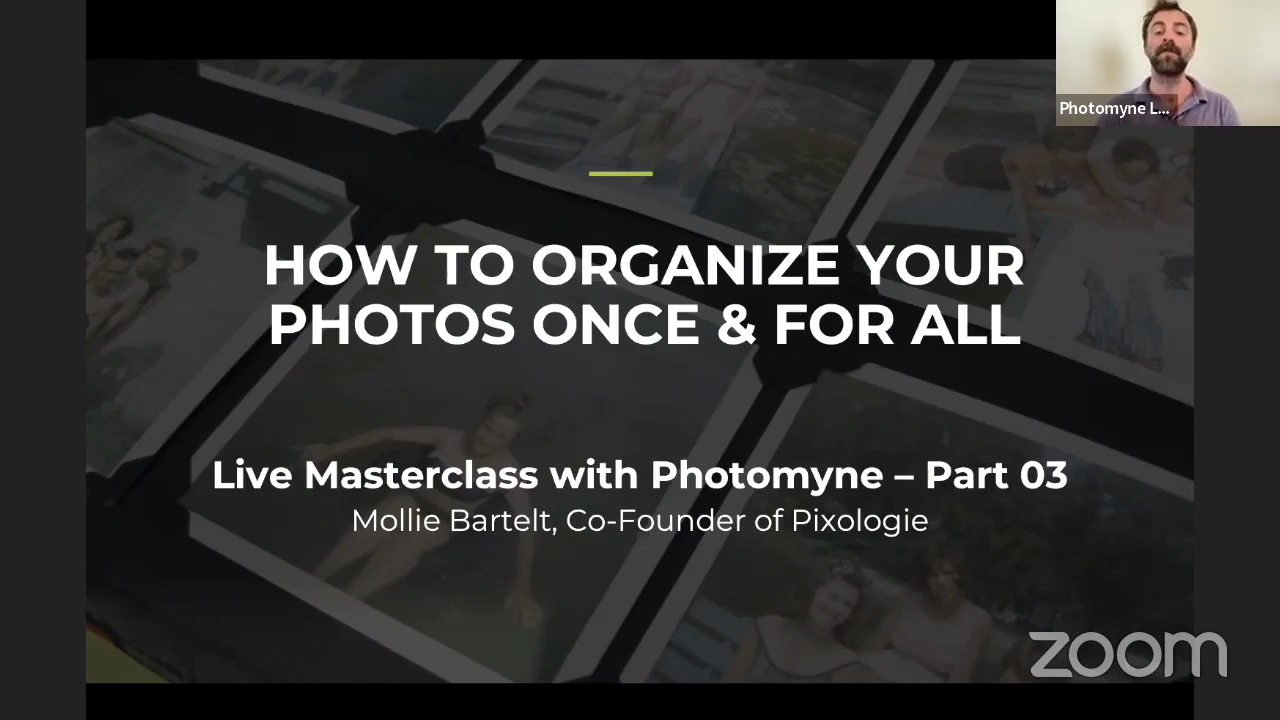 Photomyne L...
HOW TO ORGANIZE YOUR
PHOTOS ONCE & FOR ALL
Live Masterclass with Photomyne – Part 03
Mollie Bartelt, Co-Founder of Pixologie
zoom